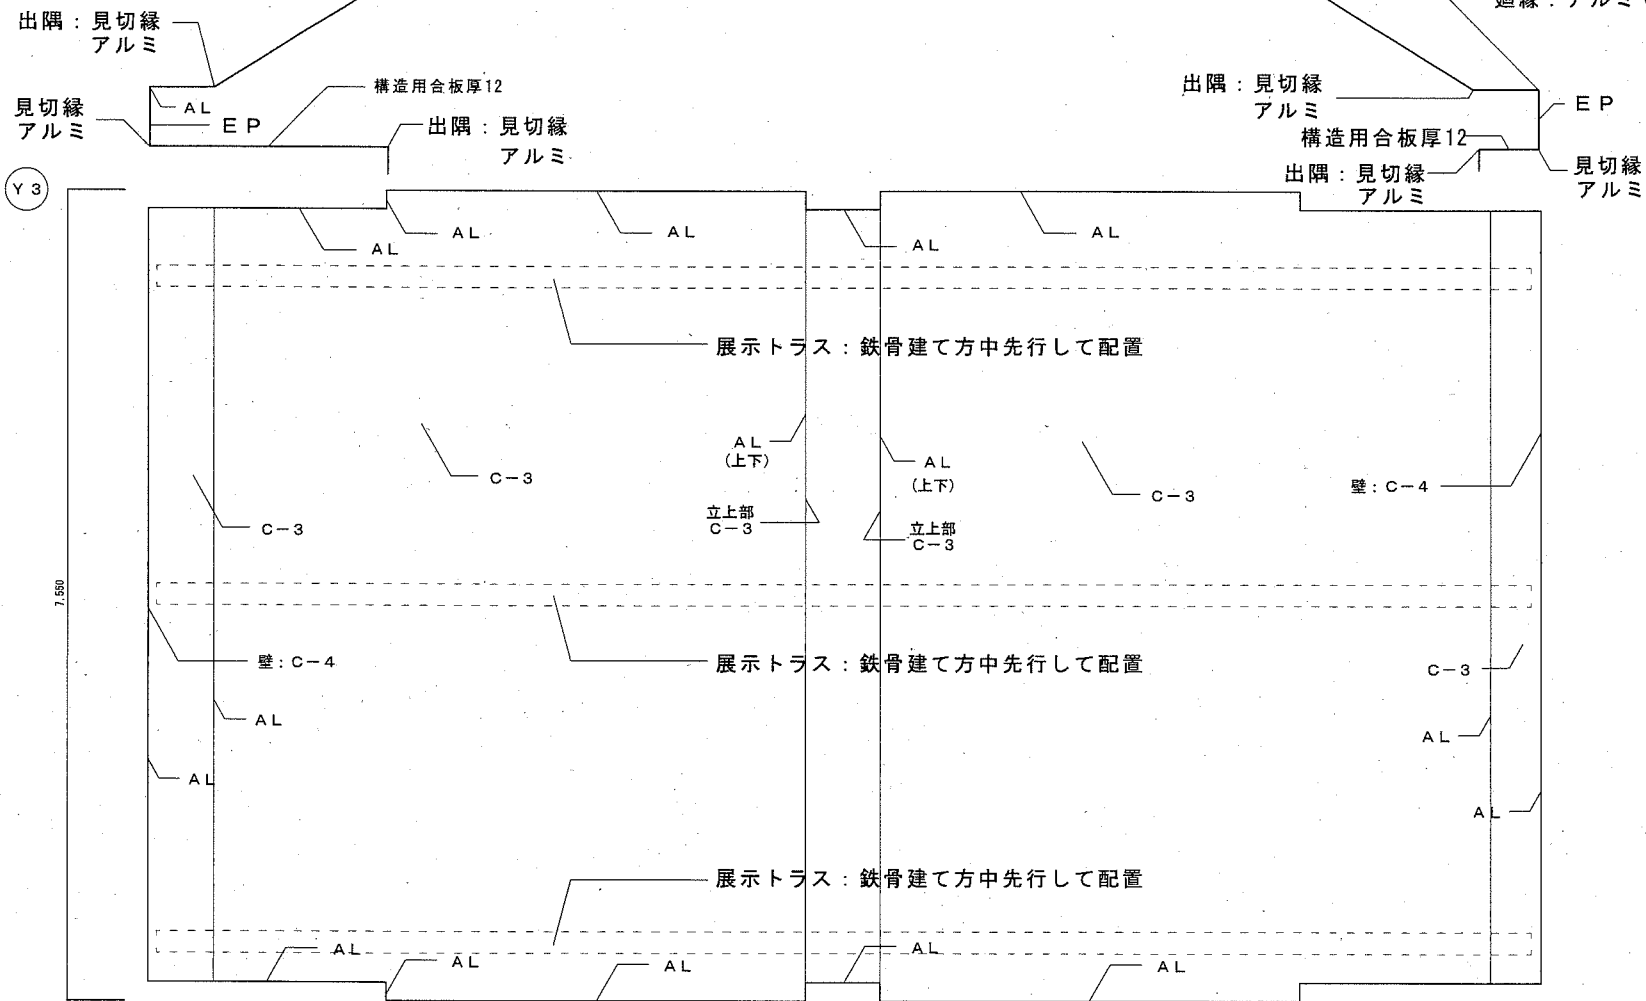 出隅：見切縁
アルミ
廻縁：アルミ
AL
構造用合板厚12
出隅：見切縁
アルミ
EP
見切縁
アルミ
EP
出隅：見切縁
アルミ
構造用合板厚12
出隅：見切縁
アルミ
見切縁
アルミ
Y3
AL
AL
AL
AL
AL
展示トラス：鉄骨建て方中先行して配置
AL
(上下)
AL
(上下)
C-3
C-3
壁：C-4
C-3
立上部
C-3
立上部
C-3
7,550
壁：C-4
展示トラス：鉄骨建て方中先行して配置
C-3
AL
AL
AL
AL
展示トラス：鉄骨建て方中先行して配置
AL
AL
AL
AL
AL